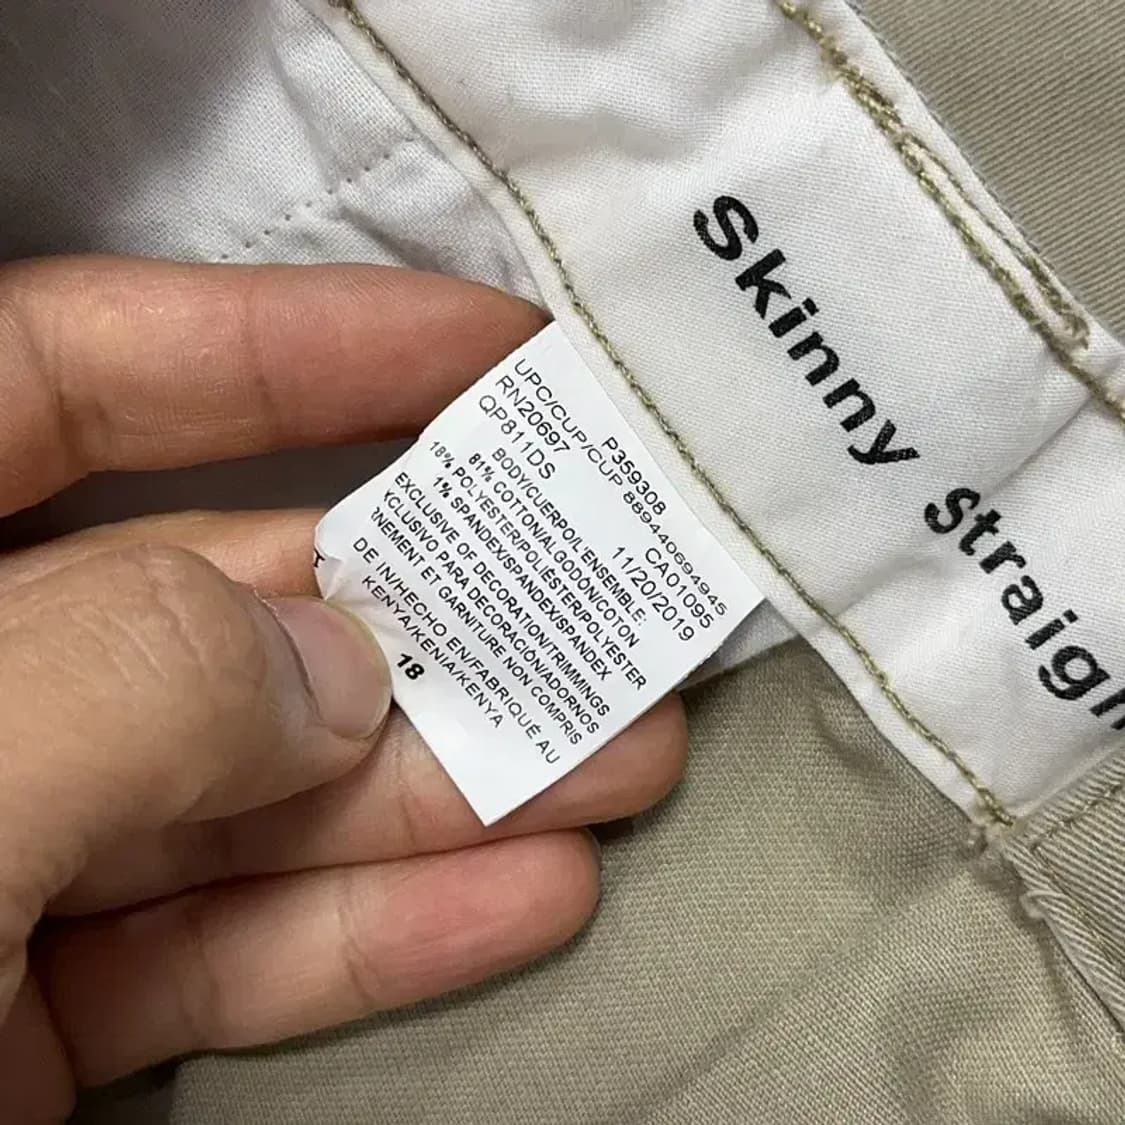 Skinny
Straigh
P359308
UPC/CUP/CUP 889440694945
RN20697 CA01095
QP811DS 11/20/2019
BODY/CUERPO/L'ENSEMBLE:
81% COTTON/ALGODÓN/COTON
18% POLYESTER/POLIÉSTER/POLYESTER
1% SPANDEX/SPANDEX/SPANDEX
EXCLUSIVE OF DECORATION/TRIMMINGS
XCLUSIVO PARA DECORACIÓN/ADORNOS
RNEMENT ET GARNITURE NON COMPRIS
DE IN/HECHO EN/FABRIQUÉ AU
KENYA/KENIA/KENYA
18